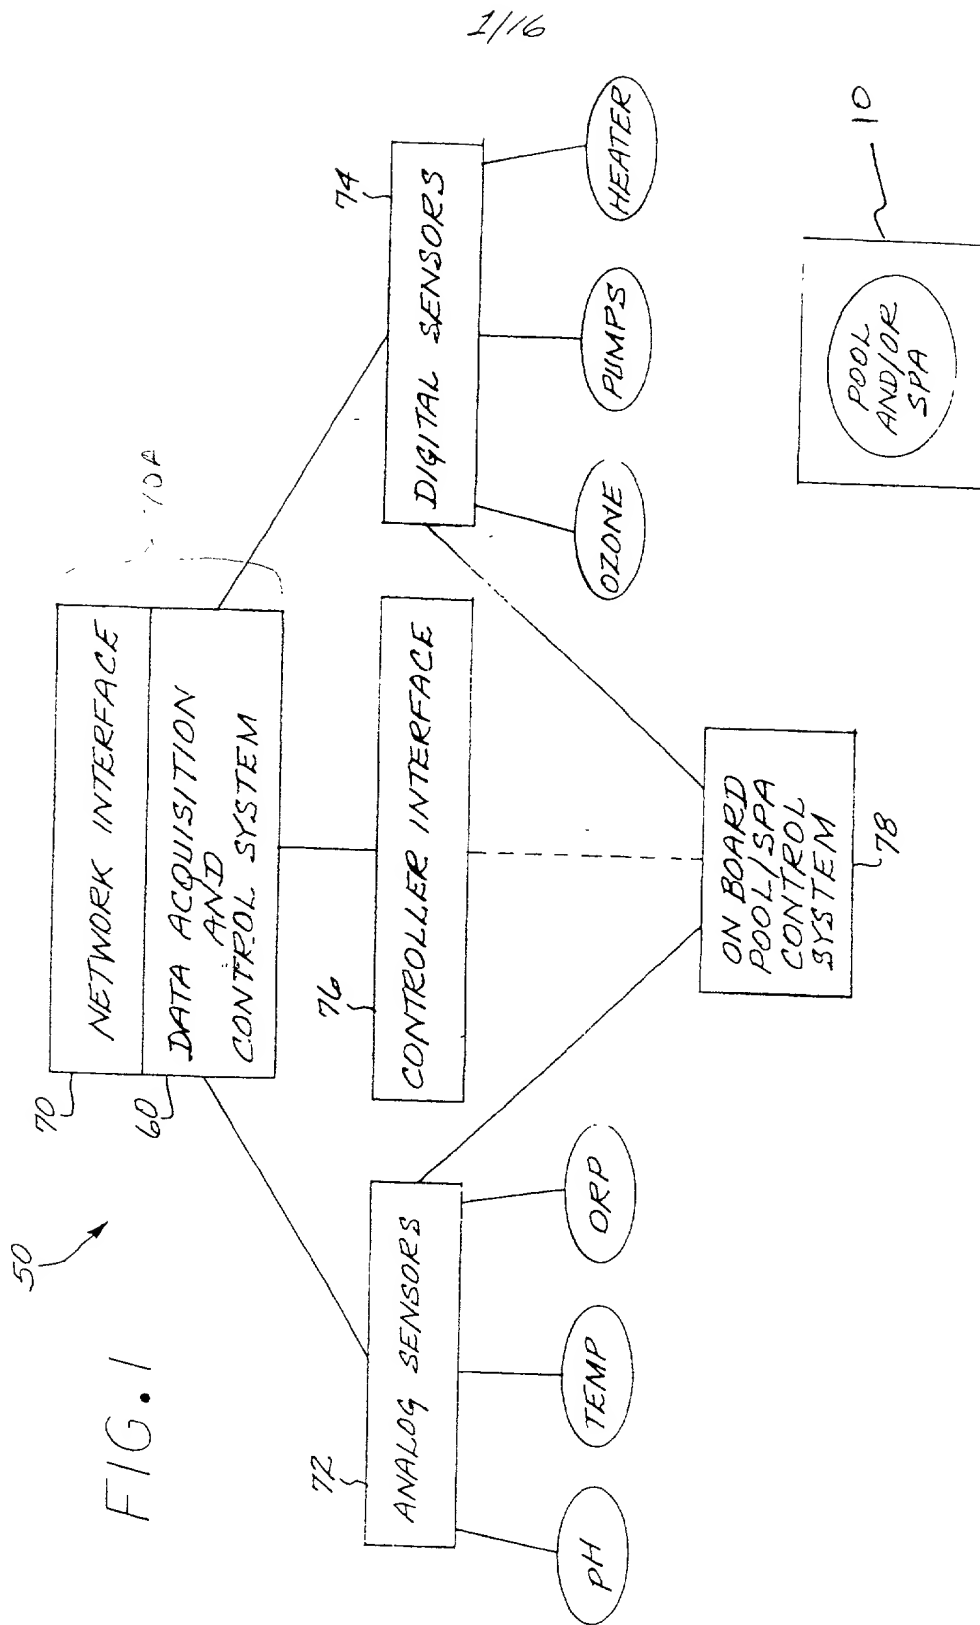 1/16
FIG. 1
50
70
NETWORK INTERFACE
60
DATA ACQUISITION
AND
CONTROL SYSTEM
70A
72
ANALOG SENSORS
pH
TEMP
ORP
76
CONTROLLER INTERFACE
74
DIGITAL SENSORS
OZONE
PUMPS
HEATER
ON BOARD
POOL/SPA
CONTROL
SYSTEM
78
POOL
AND/OR
SPA
10